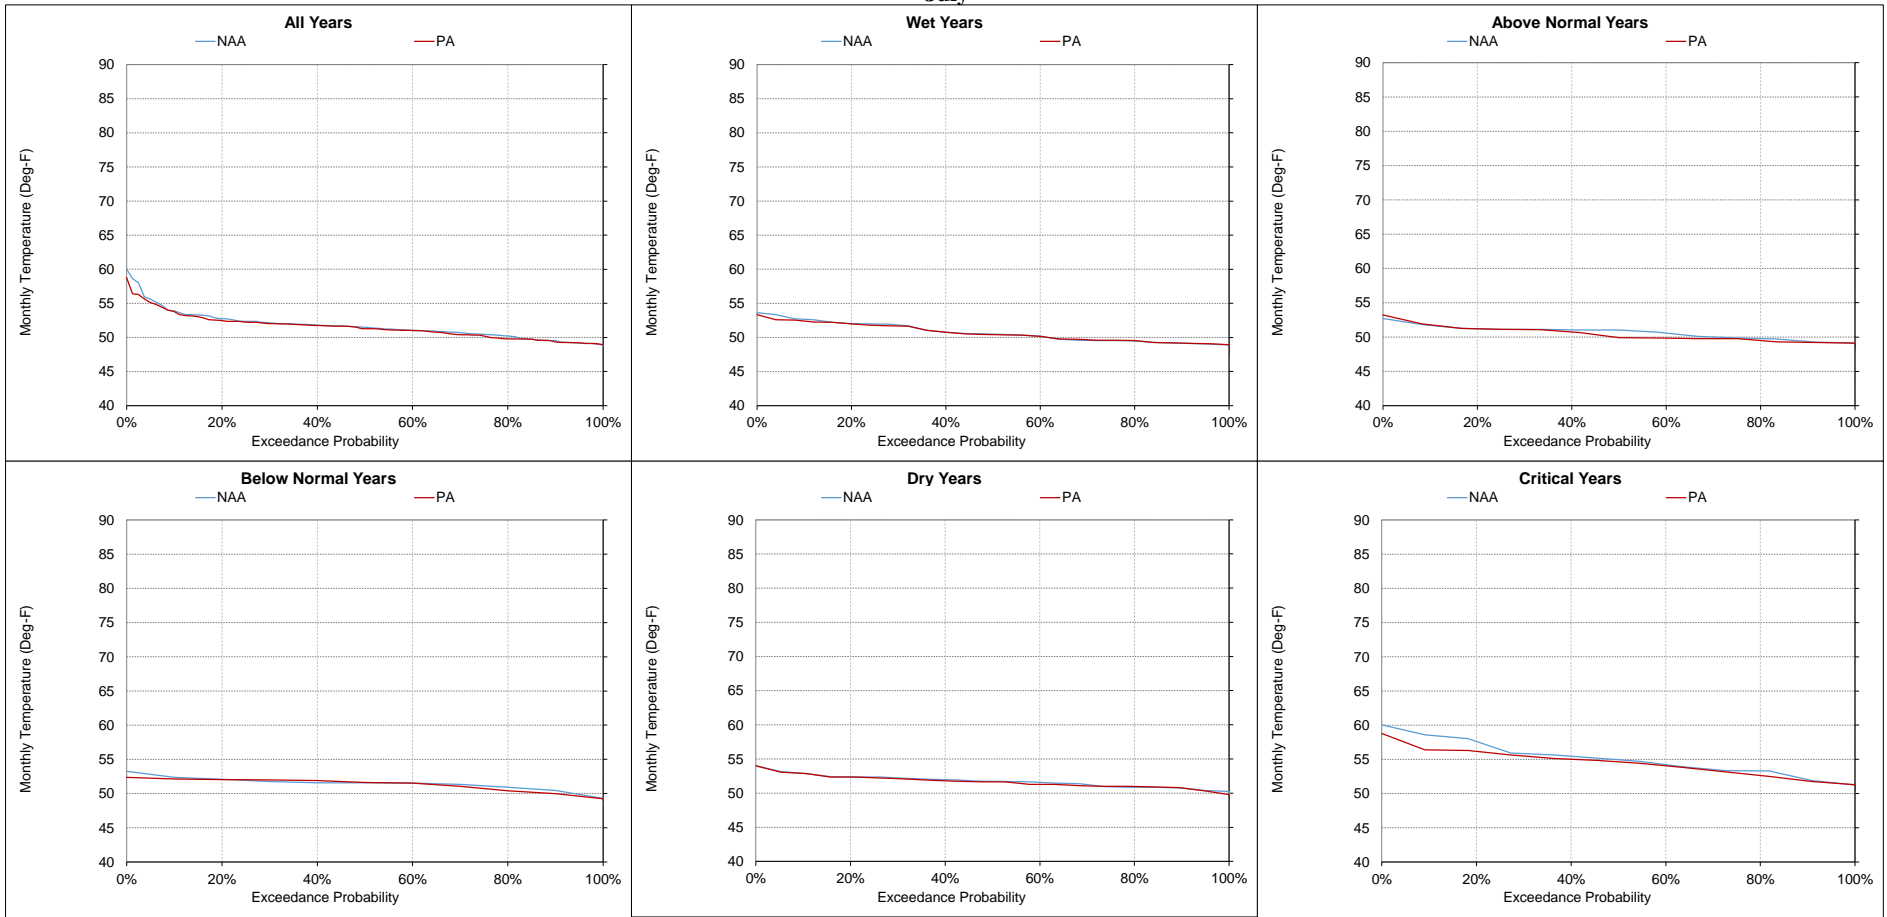 All Years
NAA PA
90
85
80
75
70
65
60
55
50
45
40
0% 20% 40% 60% 80% 100%
Exceedance Probability
Monthly Temperature (Deg-F)
Wet Years
NAA PA
90
85
80
75
70
65
60
55
50
45
40
0% 20% 40% 60% 80% 100%
Exceedance Probability
Monthly Temperature (Deg-F)
Above Normal Years
NAA PA
90
85
80
75
70
65
60
55
50
45
40
0% 20% 40% 60% 80% 100%
Exceedance Probability
Monthly Temperature (Deg-F)
Below Normal Years
NAA PA
90
85
80
75
70
65
60
55
50
45
40
0% 20% 40% 60% 80% 100%
Exceedance Probability
Monthly Temperature (Deg-F)
Dry Years
NAA PA
90
85
80
75
70
65
60
55
50
45
40
0% 20% 40% 60% 80% 100%
Exceedance Probability
Monthly Temperature (Deg-F)
Critical Years
NAA PA
90
85
80
75
70
65
60
55
50
45
40
0% 20% 40% 60% 80% 100%
Exceedance Probability
Monthly Temperature (Deg-F)